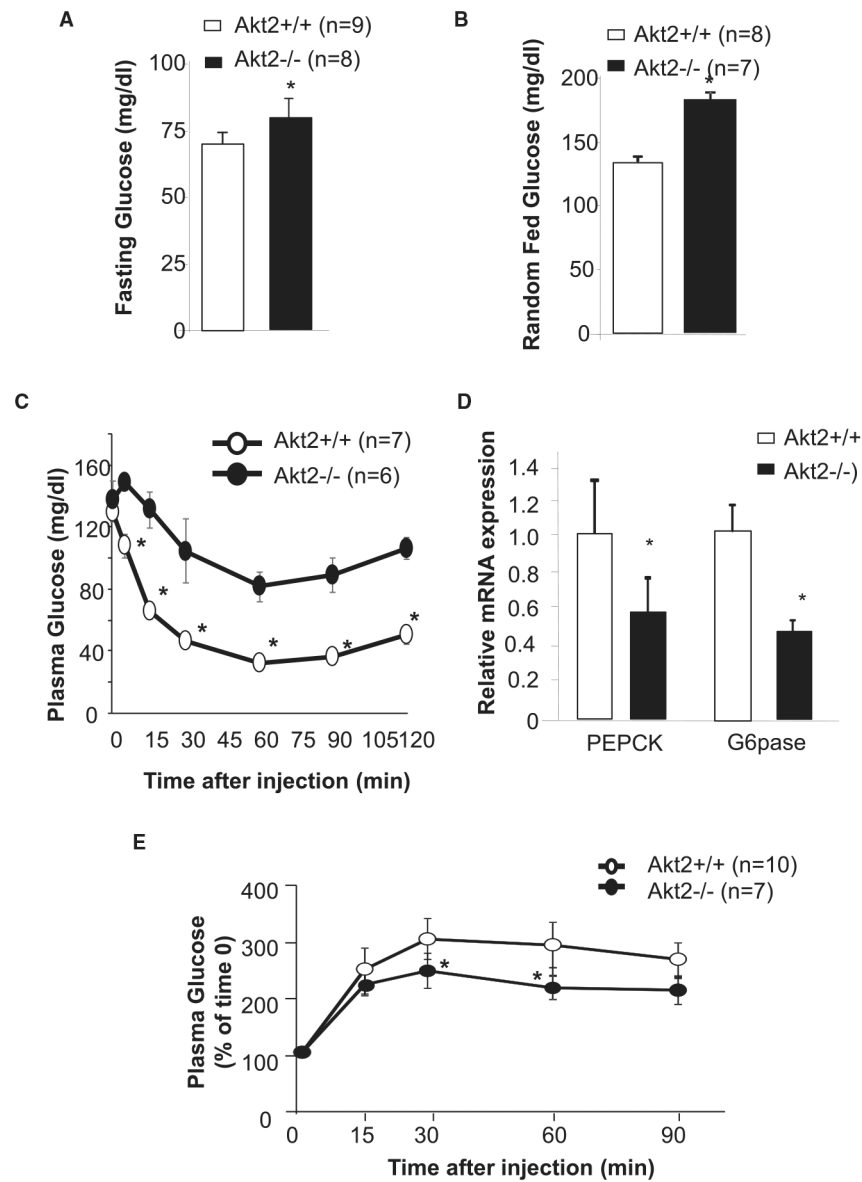 A
Akt2+/+ (n=9)
Akt2-/- (n=8)
Fasting Glucose (mg/dl)
100
75
50
25
0
*
B
Akt2+/+ (n=8)
Akt2-/- (n=7)
Random Fed Glucose (mg/dl)
200
150
100
50
0
*
C
Akt2+/+ (n=7)
Akt2-/- (n=6)
Plasma Glucose (mg/dl)
160
120
80
40
0
* * * * * *
0 15 30 45 60 75 90 105 120
Time after injection (min)
D
Akt2+/+
Akt2-/-)
Relative mRNA expression
1.4
1.2
1.0
0.8
0.6
0.4
0.2
0
* *
PEPCK G6pase
E
Akt2+/+ (n=10)
Akt2-/- (n=7)
Plasma Glucose
(% of time 0)
400
300
200
100
0
* *
0 15 30 60 90
Time after injection (min)